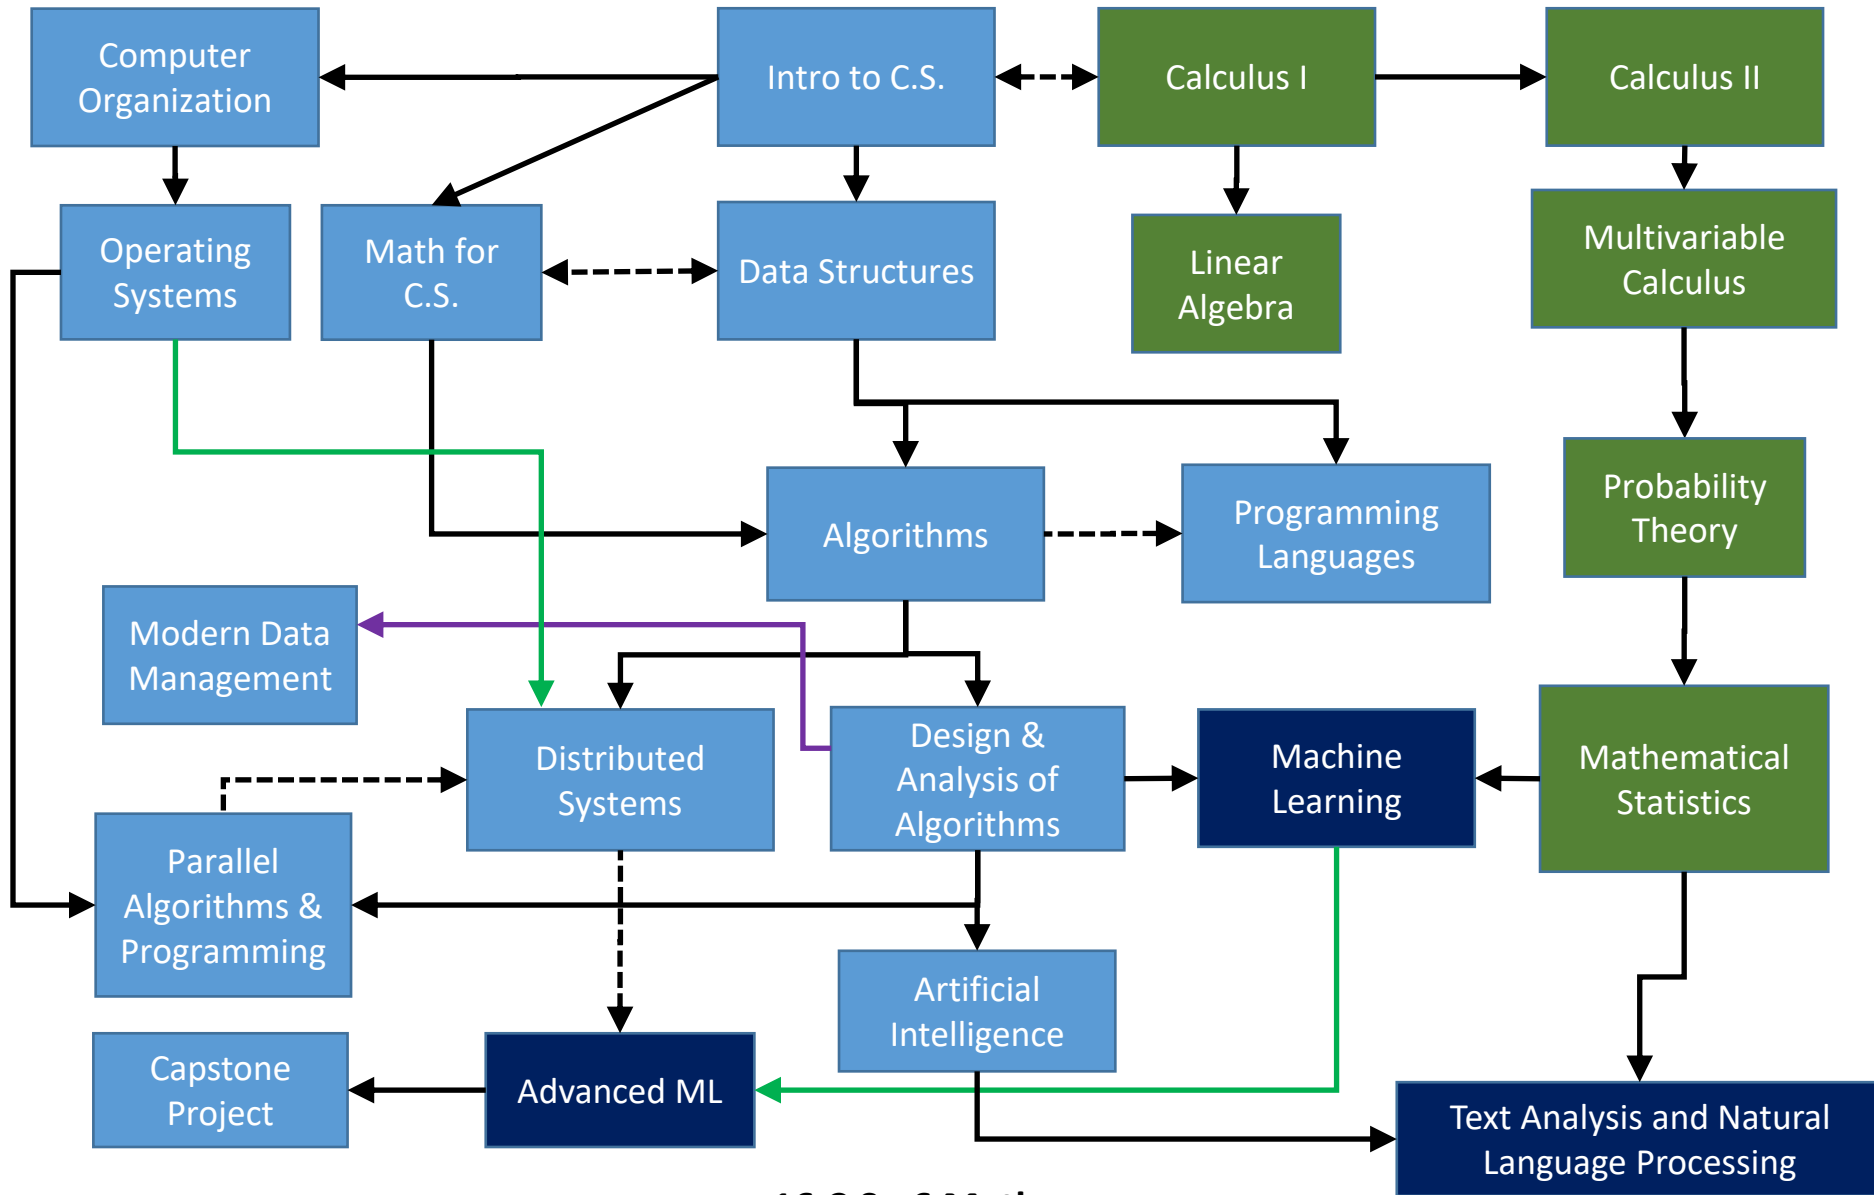 Computer
Organization
Intro to C.S.
Calculus I
Calculus II
Operating
Systems
Math for
C.S.
Data Structures
Linear
Algebra
Multivariable
Calculus
Algorithms
Programming
Languages
Probability
Theory
Modern Data
Management
Distributed
Systems
Design &
Analysis of
Algorithms
Machine
Learning
Mathematical
Statistics
Parallel
Algorithms &
Programming
Artificial
Intelligence
Capstone
Project
Advanced ML
Text Analysis and Natural
Language Processing